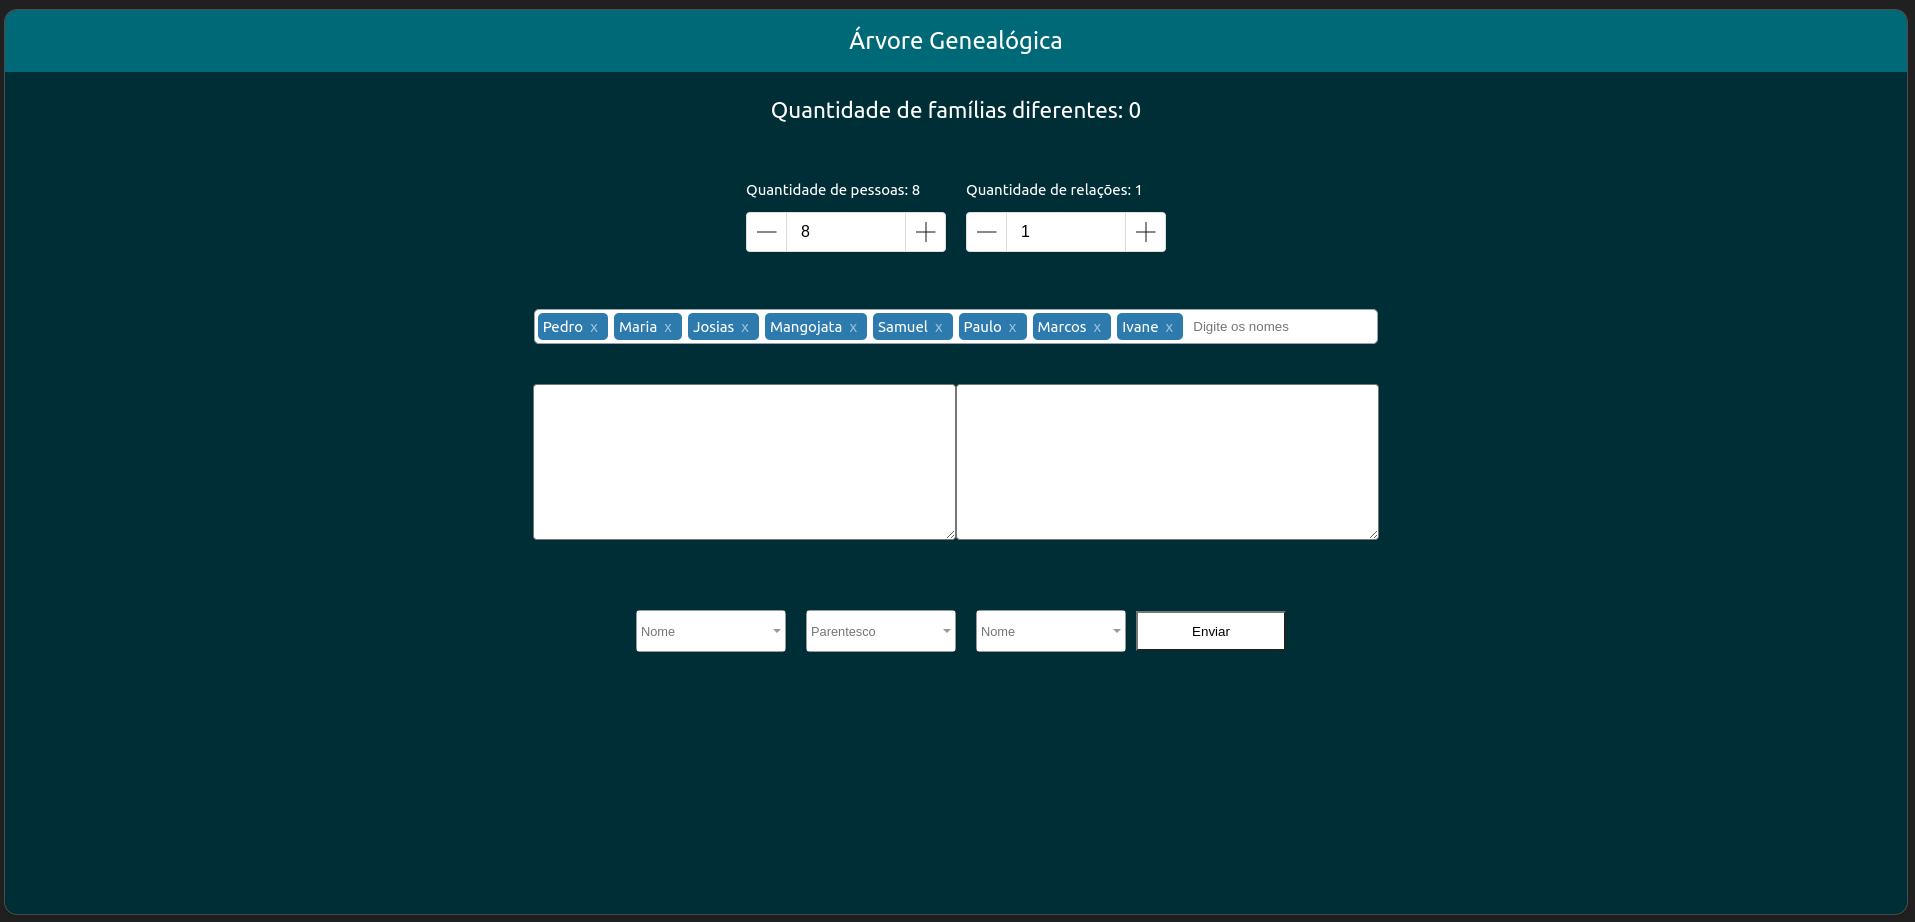 Árvore Genealógica
Quantidade de famílias diferentes: 0
Quantidade de pessoas: 8 Quantidade de relações: 1
8 1
Pedro x Maria x Josias x Mangojata x Samuel x Paulo x Marcos x Ivane x Digite os nomes
Nome Parentesco Nome Enviar